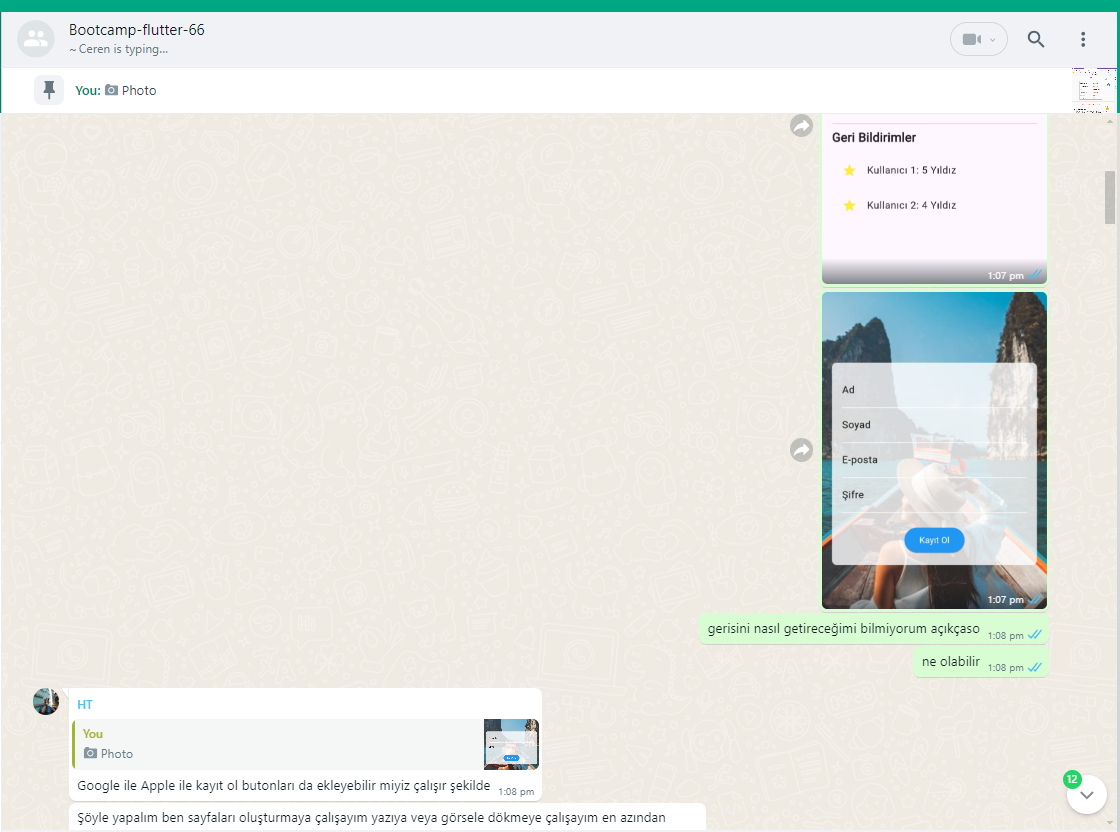 Bootcamp-flutter-66
~ Ceren is typing...
You: Photo
Geri Bildirimler
Kullanıcı 1: 5 Yıldız
Kullanıcı 2: 4 Yıldız
1:07 pm
Ad
Soyad
E-posta
Şifre
Kayıt Ol
1:07 pm
gerisini nasıl getireceğimi bilmiyorum açıkçaso 1:08 pm
ne olabilir 1:08 pm
HT
You
Photo
Google ile Apple ile kayıt ol butonları da ekleyebilir miyiz çalışır şekilde 1:08 pm
12
Şöyle yapalım ben sayfaları oluşturmaya çalışayım yazıya veya görsele dökmeye çalışayım en azından